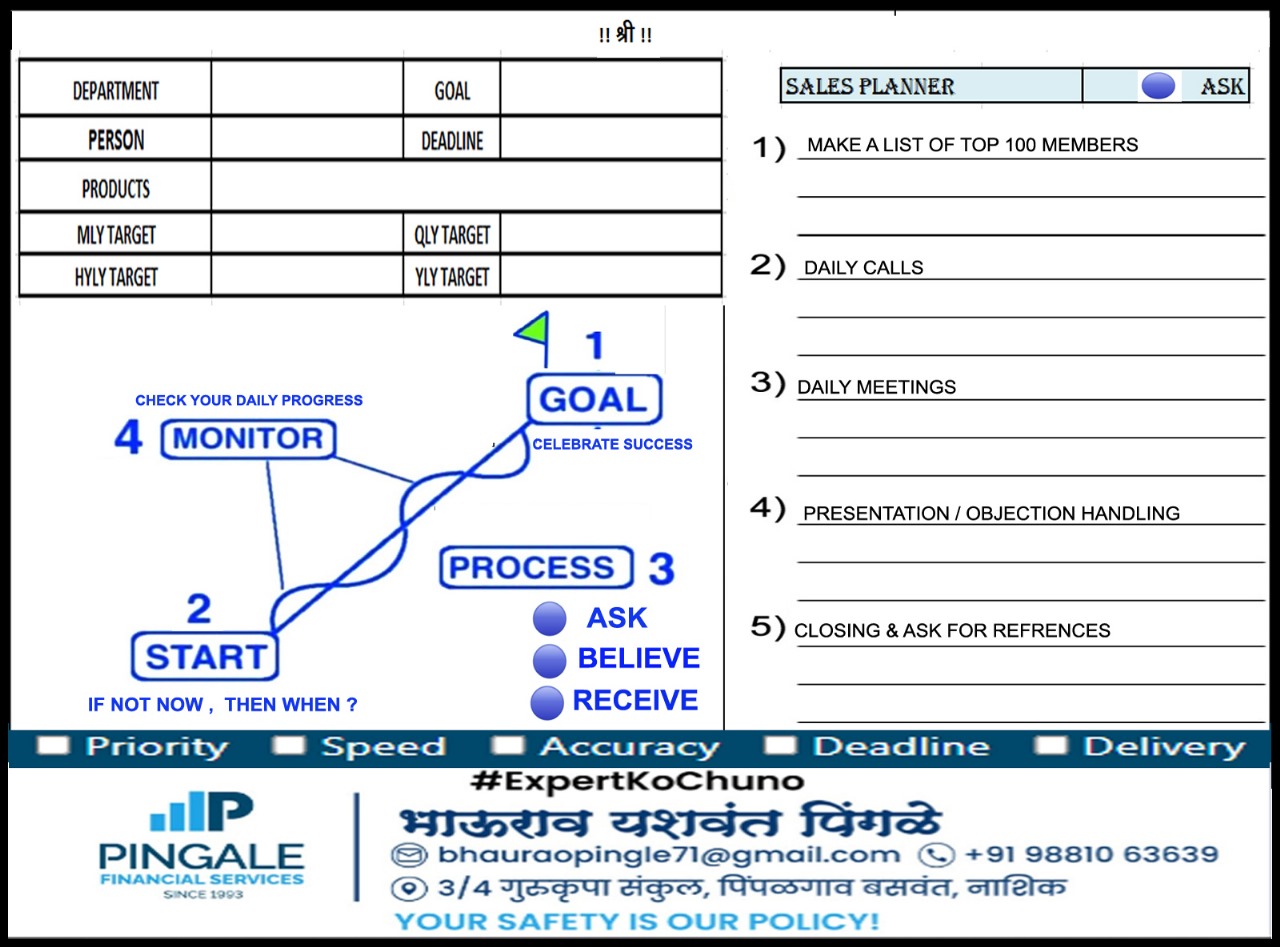 !! श्री !!
DEPARTMENT GOAL
PERSON DEADLINE
PRODUCTS
MLY TARGET QLY TARGET
HYLY TARGET YLY TARGET
1
GOAL
CELEBRATE SUCCESS
CHECK YOUR DAILY PROGRESS
4 MONITOR
PROCESS 3
ASK
BELIEVE
RECEIVE
2
START
IF NOT NOW , THEN WHEN ?
SALES PLANNER ASK
1) MAKE A LIST OF TOP 100 MEMBERS
2) DAILY CALLS
3) DAILY MEETINGS
4) PRESENTATION / OBJECTION HANDLING
5) CLOSING & ASK FOR REFRENCES
Priority Speed Accuracy Deadline Delivery
#ExpertKoChuno
PINGALE
FINANCIAL SERVICES
SINCE 1993
भाऊराव यशवंत पिंगळे
bhauraopingle71@gmail.com +91 98810 63639
3/4 गुरुकृपा संकुल, पिंपळगाव बसवंत, नाशिक
YOUR SAFETY IS OUR POLICY!